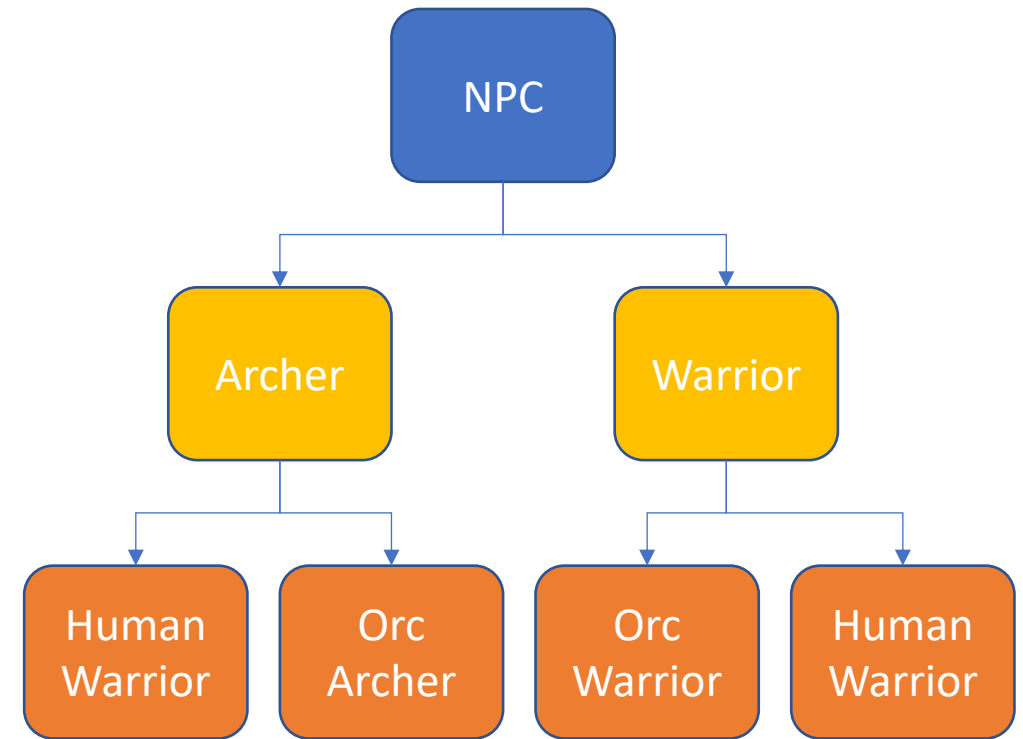 NPC
Archer
Warrior
Human
Warrior
Orc
Archer
Orc
Warrior
Human
Warrior